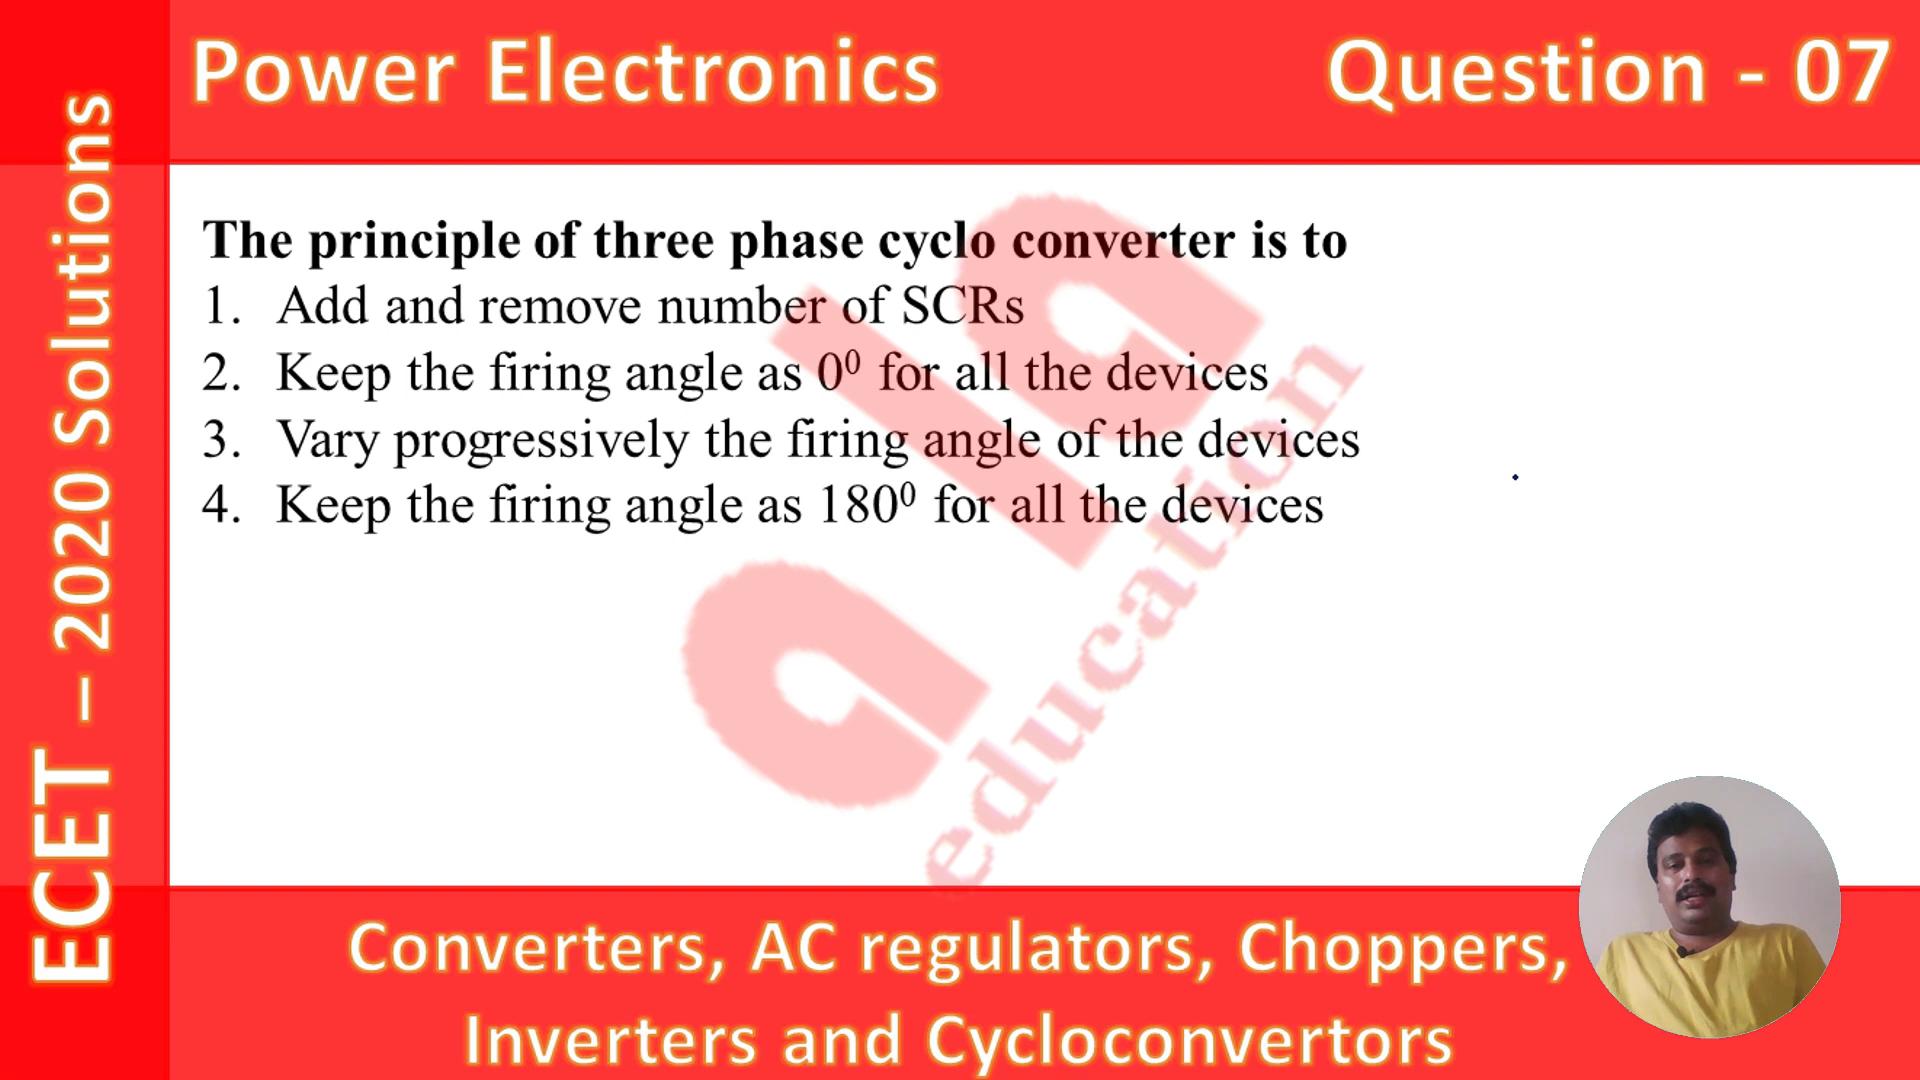 Power Electronics
Question - 07
ECET – 2020 Solutions
The principle of three phase cyclo converter is to
1. Add and remove number of SCRs
2. Keep the firing angle as 0⁰ for all the devices
3. Vary progressively the firing angle of the devices
4. Keep the firing angle as 180⁰ for all the devices
education
Converters, AC regulators, Choppers,
Inverters and Cycloconvertors